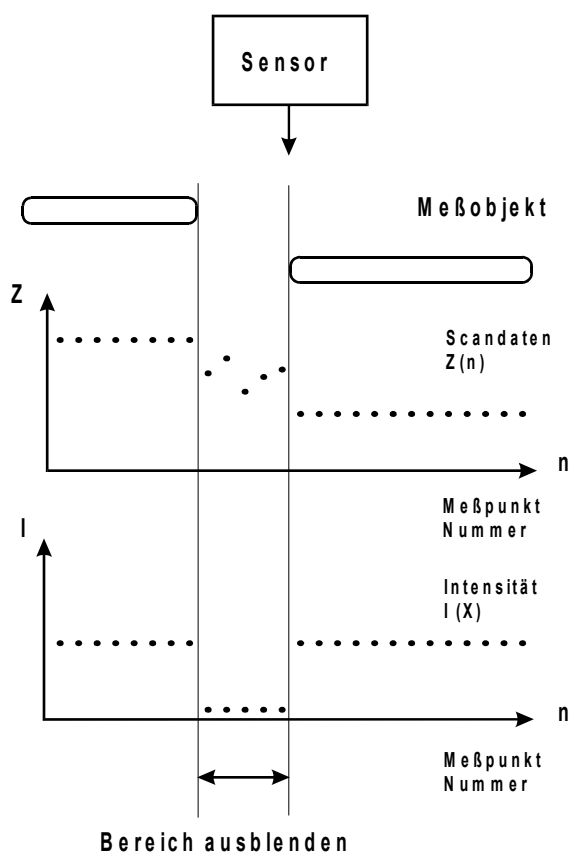 Sensor
Meßobjekt
Z
Scandaten
Z(n)
n
Meßpunkt
Nummer
I
Intensität
I(X)
n
Meßpunkt
Nummer
Bereich ausblenden